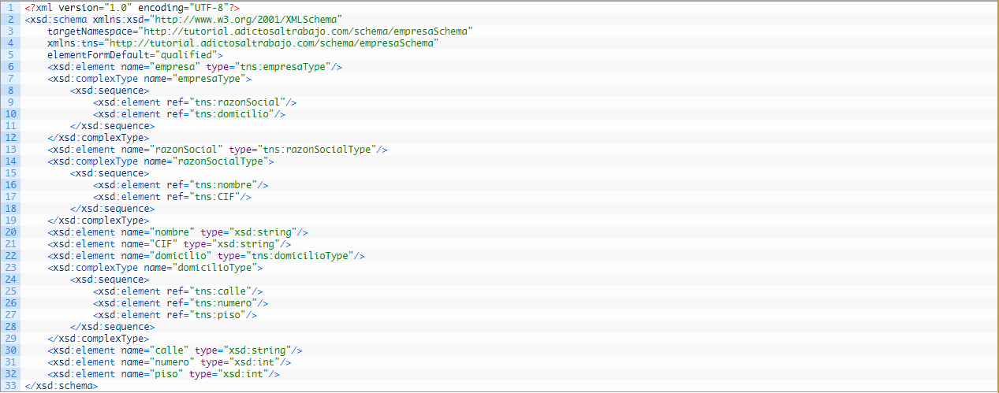 1 <?xml version="1.0" encoding="UTF-8"?>
2 <xsd:schema xmlns:xsd="http://www.w3.org/2001/XMLSchema"
3     targetNamespace="http://tutorial.adictosaltrabajo.com/schema/empresaSchema"
4     xmlns:tns="http://tutorial.adictosaltrabajo.com/schema/empresaSchema"
5     elementFormDefault="qualified">
6     <xsd:element name="empresa" type="tns:empresaType"/>
7     <xsd:complexType name="empresaType">
8         <xsd:sequence>
9             <xsd:element ref="tns:razonSocial"/>
10             <xsd:element ref="tns:domicilio"/>
11         </xsd:sequence>
12     </xsd:complexType>
13     <xsd:element name="razonSocial" type="tns:razonSocialType"/>
14     <xsd:complexType name="razonSocialType">
15         <xsd:sequence>
16             <xsd:element ref="tns:nombre"/>
17             <xsd:element ref="tns:CIF"/>
18         </xsd:sequence>
19     </xsd:complexType>
20     <xsd:element name="nombre" type="xsd:string"/>
21     <xsd:element name="CIF" type="xsd:string"/>
22     <xsd:element name="domicilio" type="tns:domicilioType"/>
23     <xsd:complexType name="domicilioType">
24         <xsd:sequence>
25             <xsd:element ref="tns:calle"/>
26             <xsd:element ref="tns:numero"/>
27             <xsd:element ref="tns:piso"/>
28         </xsd:sequence>
29     </xsd:complexType>
30     <xsd:element name="calle" type="xsd:string"/>
31     <xsd:element name="numero" type="xsd:int"/>
32     <xsd:element name="piso" type="xsd:int"/>
33 </xsd:schema>